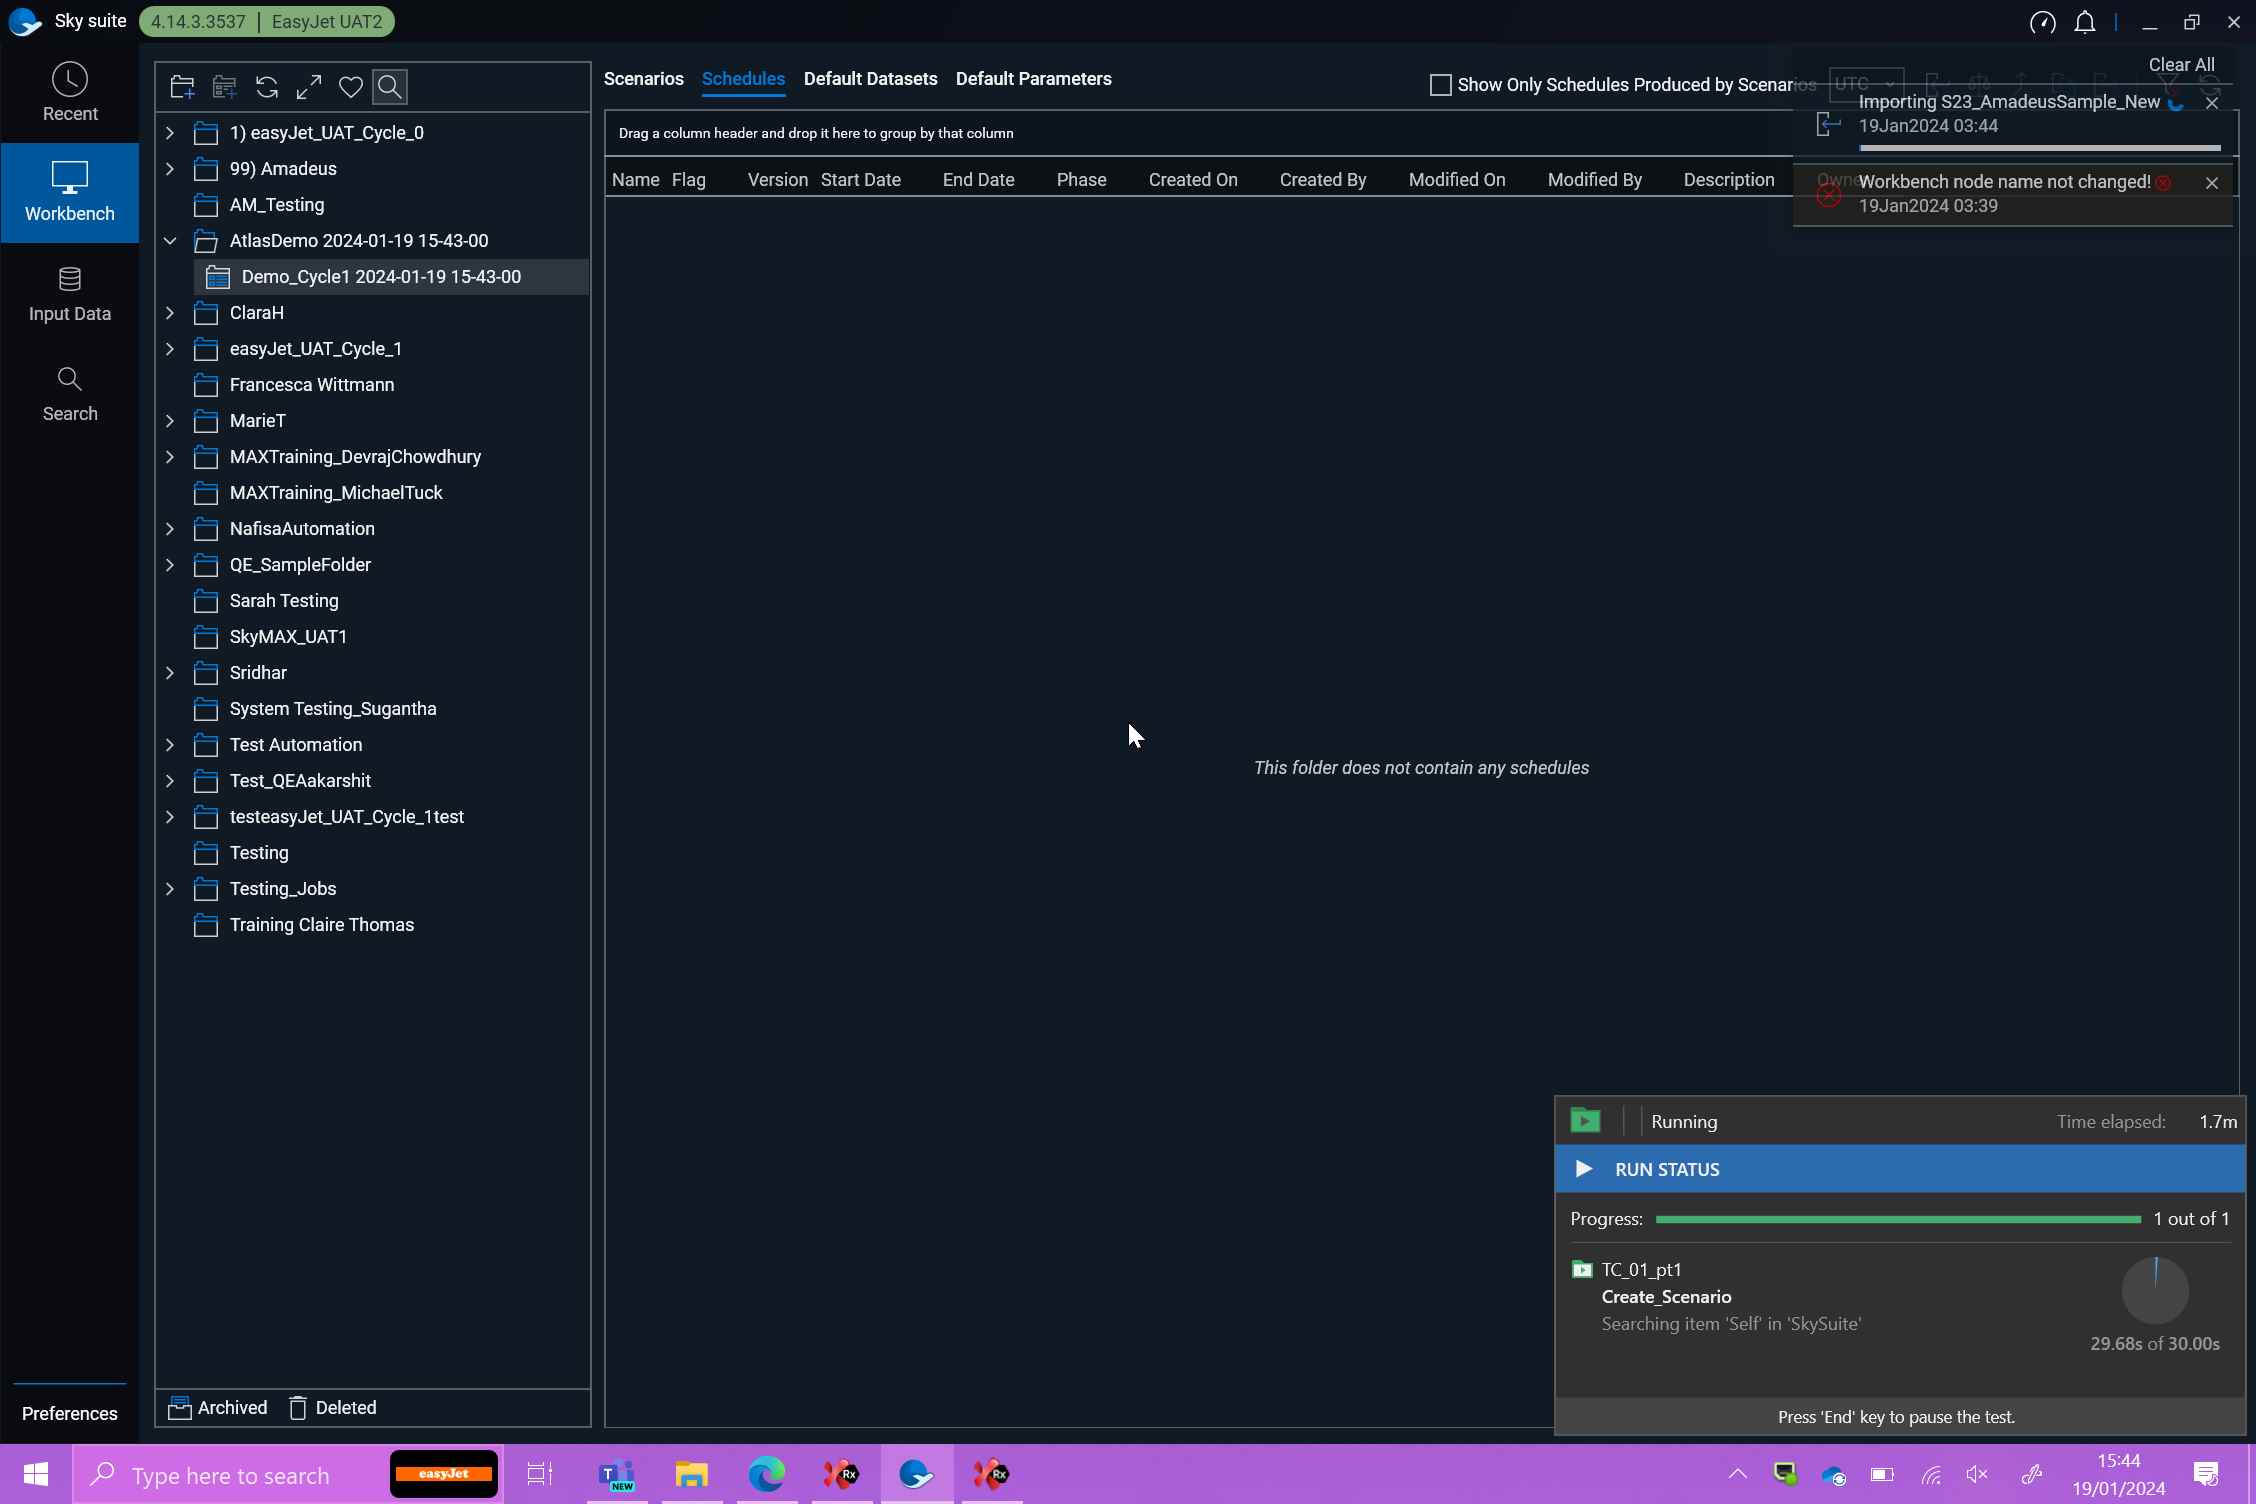 Sky suite
4.14.3.3537 | EasyJet UAT2
Clear All
Recent
Workbench
Input Data
Search
Preferences
1) easyJet_UAT_Cycle_0
99) Amadeus
AM_Testing
AtlasDemo 2024-01-19 15-43-00
Demo_Cycle1 2024-01-19 15-43-00
ClaraH
easyJet_UAT_Cycle_1
Francesca Wittmann
MarieT
MAXTraining_DevrajChowdhury
MAXTraining_MichaelTuck
NafisaAutomation
QE_SampleFolder
Sarah Testing
SkyMAX_UAT1
Sridhar
System Testing_Sugantha
Test Automation
Test_QEAakarshit
testeasyJet_UAT_Cycle_1test
Testing
Testing_Jobs
Training Claire Thomas
Archived
Deleted
Scenarios Schedules Default Datasets Default Parameters
Show Only Schedules Produced by Scenarios
UTC
Importing S23_AmadeusSample_New
19Jan2024 03:44
Drag a column header and drop it here to group by that column
Name Flag Version Start Date End Date Phase Created On Created By Modified On Modified By Description
Workbench node name not changed!
19Jan2024 03:39
This folder does not contain any schedules
Running
Time elapsed: 1.7m
RUN STATUS
Progress: 1 out of 1
TC_01_pt1
Create_Scenario
Searching item 'Self' in 'SkySuite'
29.68s of 30.00s
Press 'End' key to pause the test.
Type here to search
easyJet
T
NEW
Rx
Rx
15:44
19/01/2024